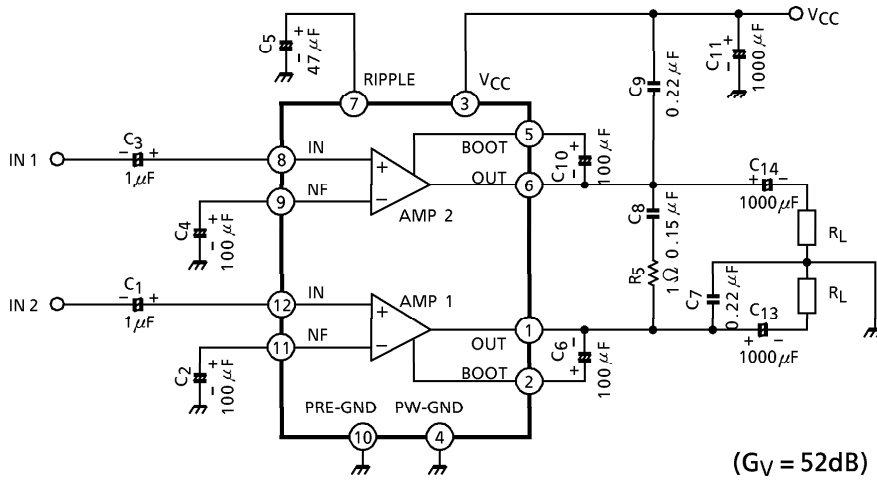 C5
+
−
47 μF
RIPPLE
7
VCC
3
C9
0.22 μF
C11
+
−
1000 μF
VCC
IN 1
C3
− +
1μF
8
IN
9
NF
C4
+
−
100 μF
+
−
AMP 2
BOOT
5
OUT
6
C10
+
−
100 μF
C8
0.15 μF
R5
1 Ω
C14
+ −
1000μF
RL
RL
C7
0.22 μF
C13
+ −
1000μF
IN 2
C1
− +
1μF
12
IN
11
NF
C2
+
−
100 μF
AMP 1
+
−
OUT
1
BOOT
2
C6
−
+
100 μF
PRE-GND
10
PW-GND
4
(GV = 52dB)